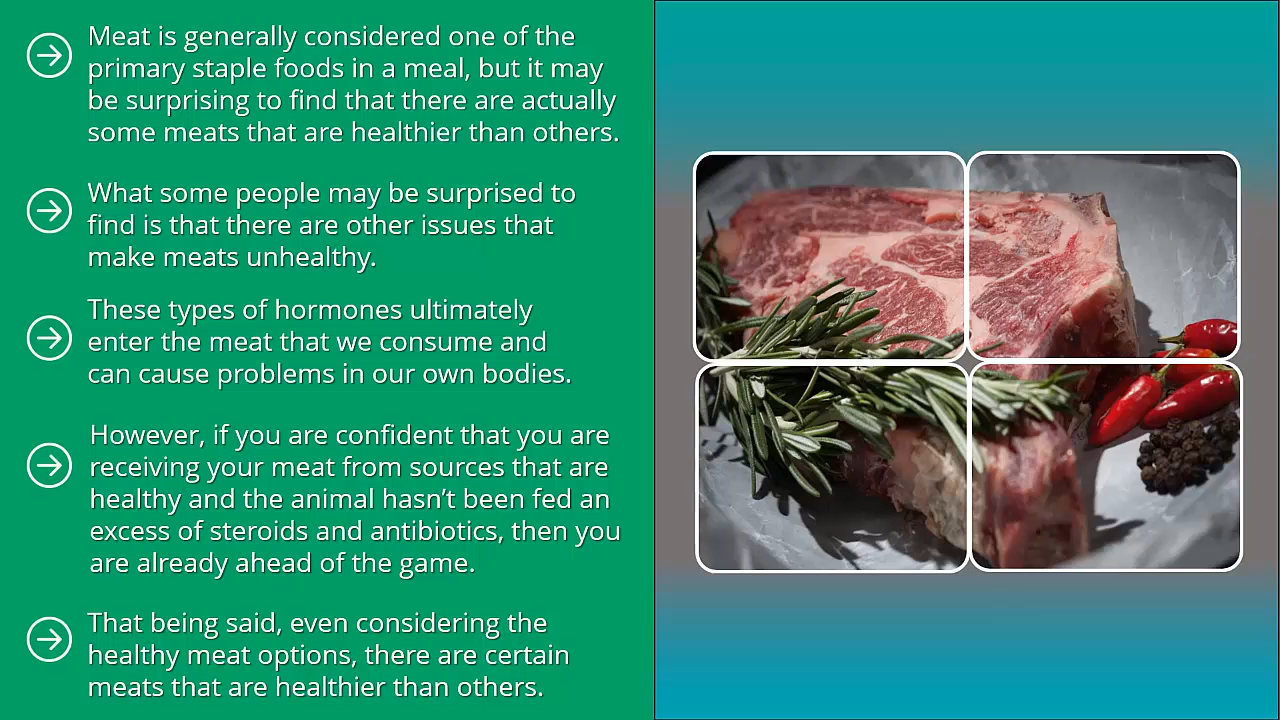 Meat is generally considered one of the
primary staple foods in a meal, but it may
be surprising to find that there are actually
some meats that are healthier than others.
What some people may be surprised to
find is that there are other issues that
make meats unhealthy.
These types of hormones ultimately
enter the meat that we consume and
can cause problems in our own bodies.
However, if you are confident that you are
receiving your meat from sources that are
healthy and the animal hasn’t been fed an
excess of steroids and antibiotics, then you
are already ahead of the game.
That being said, even considering the
healthy meat options, there are certain
meats that are healthier than others.